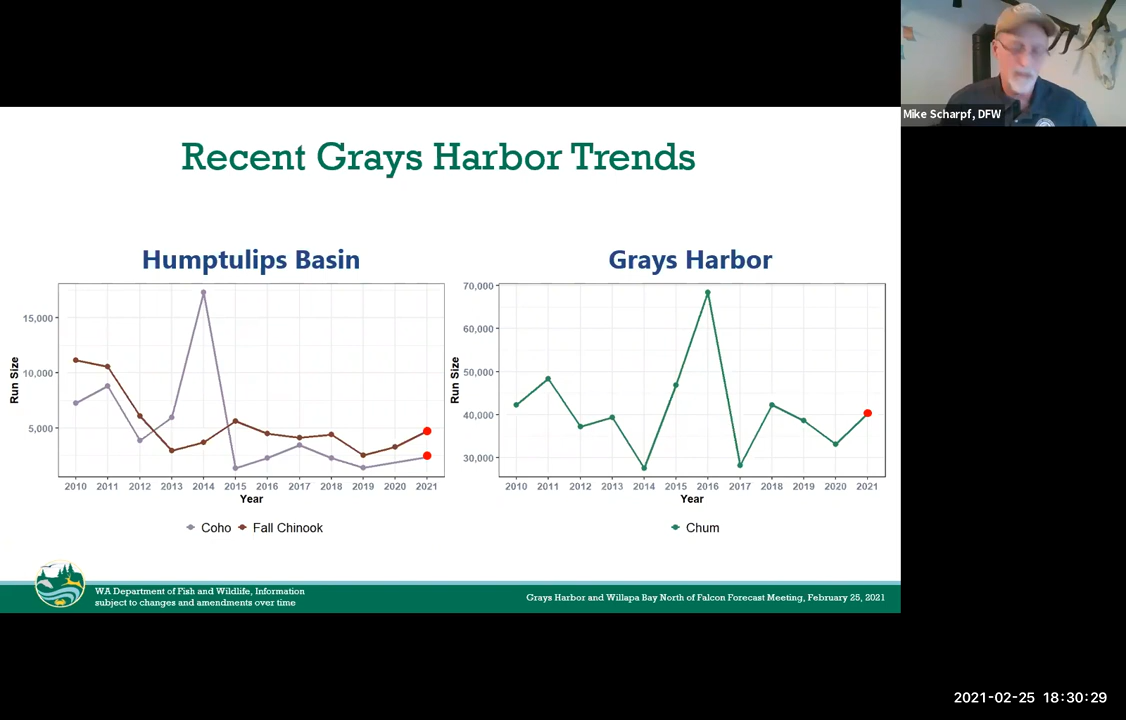 Mike Scharpf, DFW
Recent Grays Harbor Trends
Humptulips Basin
Run Size
15,000
10,000
5,000
2010 2011 2012 2013 2014 2015 2016 2017 2018 2019 2020 2021
Year
Coho Fall Chinook
Grays Harbor
Run Size
70,000
60,000
50,000
40,000
30,000
2010 2011 2012 2013 2014 2015 2016 2017 2018 2019 2020 2021
Year
Chum
WA Department of Fish and Wildlife, Information
subject to changes and amendments over time
Grays Harbor and Willapa Bay North of Falcon Forecast Meeting, February 25, 2021
2021-02-25 18:30:29